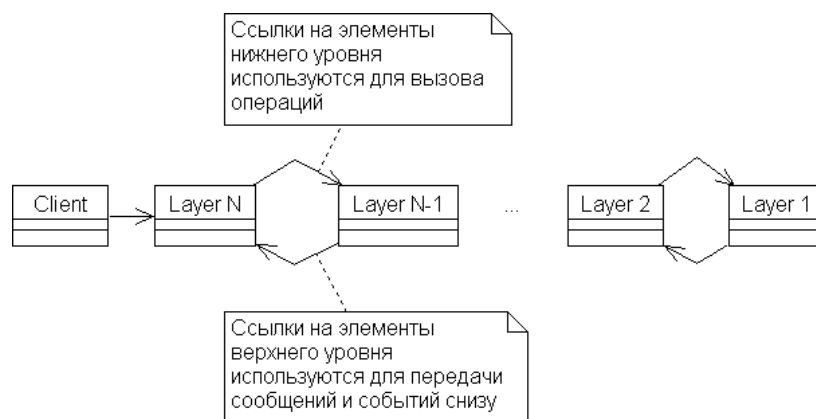 Ссылки на элементы
нижнего уровня
используются для вызова
операций
Client
Layer N
Layer N-1
...
Layer 2
Layer 1
Ссылки на элементы
верхнего уровня
используются для передачи
сообщений и событий снизу